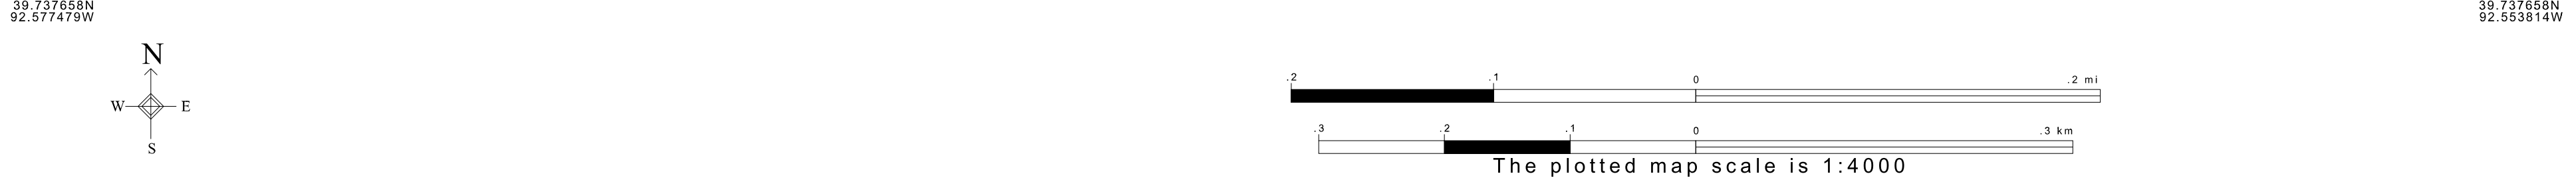 39.737658N
92.577479W
39.737658N
92.553814W
N
W E
S
.2 .1 0 .2 mi
.3 .2 .1 0 .3 km
The plotted map scale is 1:4000